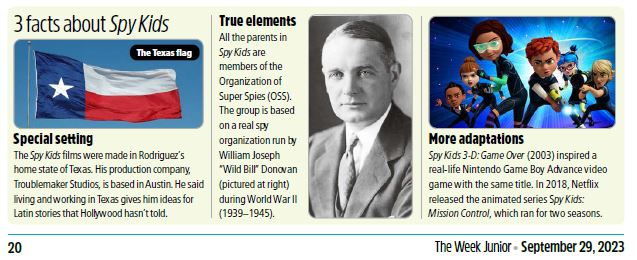 3 facts about Spy Kids
The Texas flag
Special setting
The Spy Kids films were made in Rodriguez's
home state of Texas. His production company,
Troublemaker Studios, is based in Austin. He said
living and working in Texas gives him ideas for
Latin stories that Hollywood hasn't told.
True elements
All the parents in
Spy Kids are
members of the
Organization of
Super Spies (OSS).
The group is based
on a real spy
organization run by
William Joseph
"Wild Bill" Donovan
(pictured at right)
during World War II
(1939–1945).
More adaptations
Spy Kids 3-D: Game Over (2003) inspired a
real-life Nintendo Game Boy Advance video
game with the same title. In 2018, Netflix
released the animated series Spy Kids:
Mission Control, which ran for two seasons.
20
The Week Junior • September 29, 2023